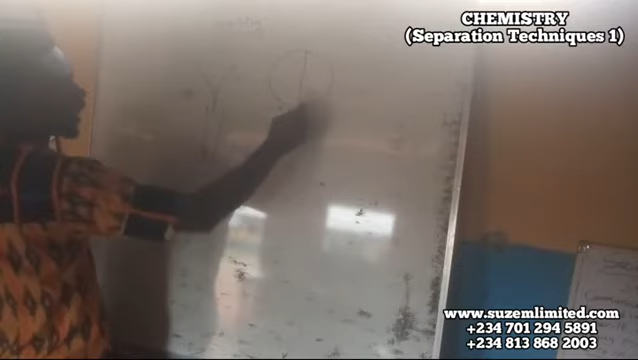 CHEMISTRY
(Separation Techniques 1)
www.suzemlimited.com
+234 701 294 5891
+234 813 868 2003